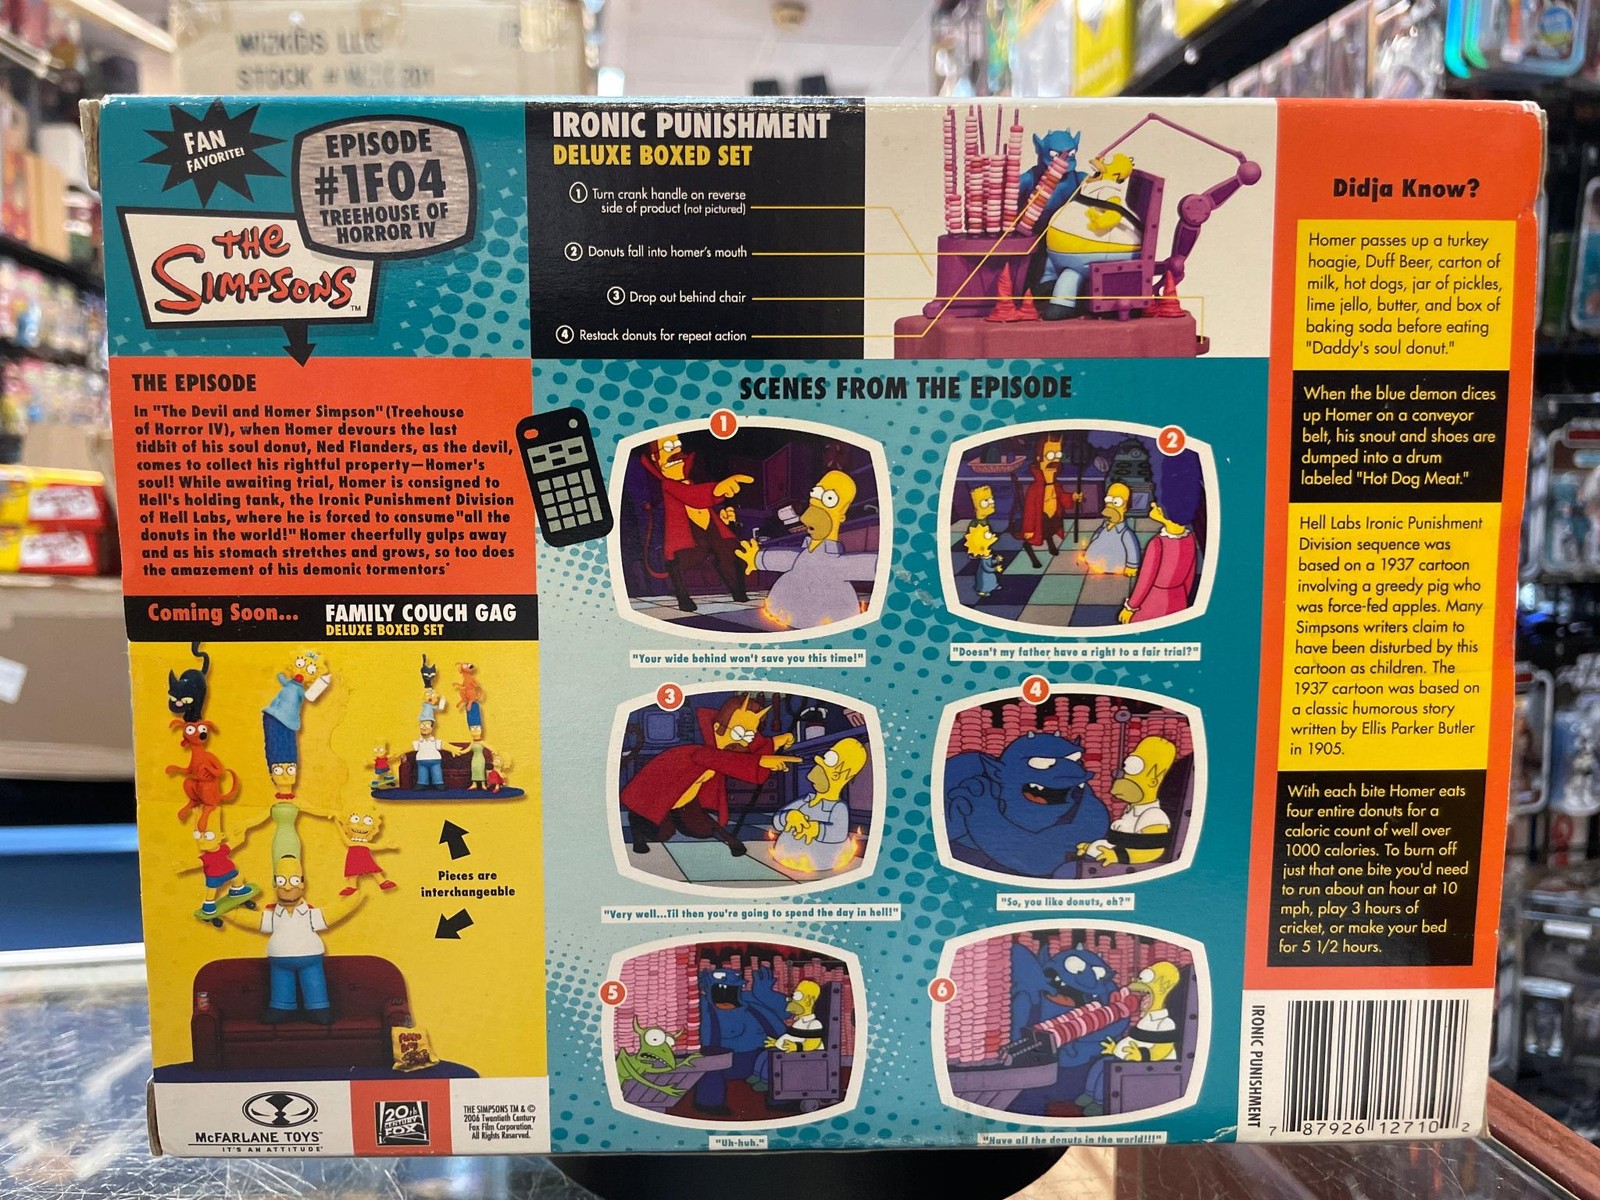 FAN
FAVORITE!
EPISODE
#1F04
TREEHOUSE OF
HORROR IV
THE
SIMPSONS
TM
IRONIC PUNISHMENT
DELUXE BOXED SET
1 Turn crank handle on reverse
side of product (not pictured)
2 Donuts fall into homer's mouth
3 Drop out behind chair
4 Restack donuts for repeat action
THE EPISODE
In "The Devil and Homer Simpson" (Treehouse
of Horror IV), when Homer devours the last
tidbit of his soul donut, Ned Flanders, as the devil,
comes to collect his rightful property—Homer's
soul! While awaiting trial, Homer is consigned to
Hell's holding tank, the Ironic Punishment Division
of Hell Labs, where he is forced to consume "all the
donuts in the world!" Homer cheerfully gulps away
and as his stomach stretches and grows, so too does
the amazement of his demonic tormentors
Coming Soon... FAMILY COUCH GAG
DELUXE BOXED SET
Pieces are
interchangeable
McFARLANE TOYS
IT'S AN ATTITUDE
20th
CENTURY
FOX
THE SIMPSONS TM & ©
2006 Twentieth Century
Fox Film Corporation.
All Rights Reserved.
SCENES FROM THE EPISODE
1
"Your wide behind won't save you this time!"
2
"Doesn't my father have a right to a fair trial?"
3
"Very well...Til then you're going to spend the day in hell!"
4
"So, you like donuts, eh?"
5
"Uh-huh."
6
"Have all the donuts in the world!!!"
Didja Know?
Homer passes up a turkey
hoagie, Duff Beer, carton of
milk, hot dogs, jar of pickles,
lime jello, butter, and box of
baking soda before eating
"Daddy's soul donut."
When the blue demon dices
up Homer on a conveyor
belt, his snout and shoes are
dumped into a drum
labeled "Hot Dog Meat."
Hell Labs Ironic Punishment
Division sequence was
based on a 1937 cartoon
involving a greedy pig who
was force-fed apples. Many
Simpsons writers claim to
have been disturbed by this
cartoon as children. The
1937 cartoon was based on
a classic humorous story
written by Ellis Parker Butler
in 1905.
With each bite Homer eats
four entire donuts for a
caloric count of well over
1000 calories. To burn off
just that one bite you'd need
to run about an hour at 10
mph, play 3 hours of
cricket, or make your bed
for 5 1/2 hours.
IRONIC PUNISHMENT
7 87926 12710 2